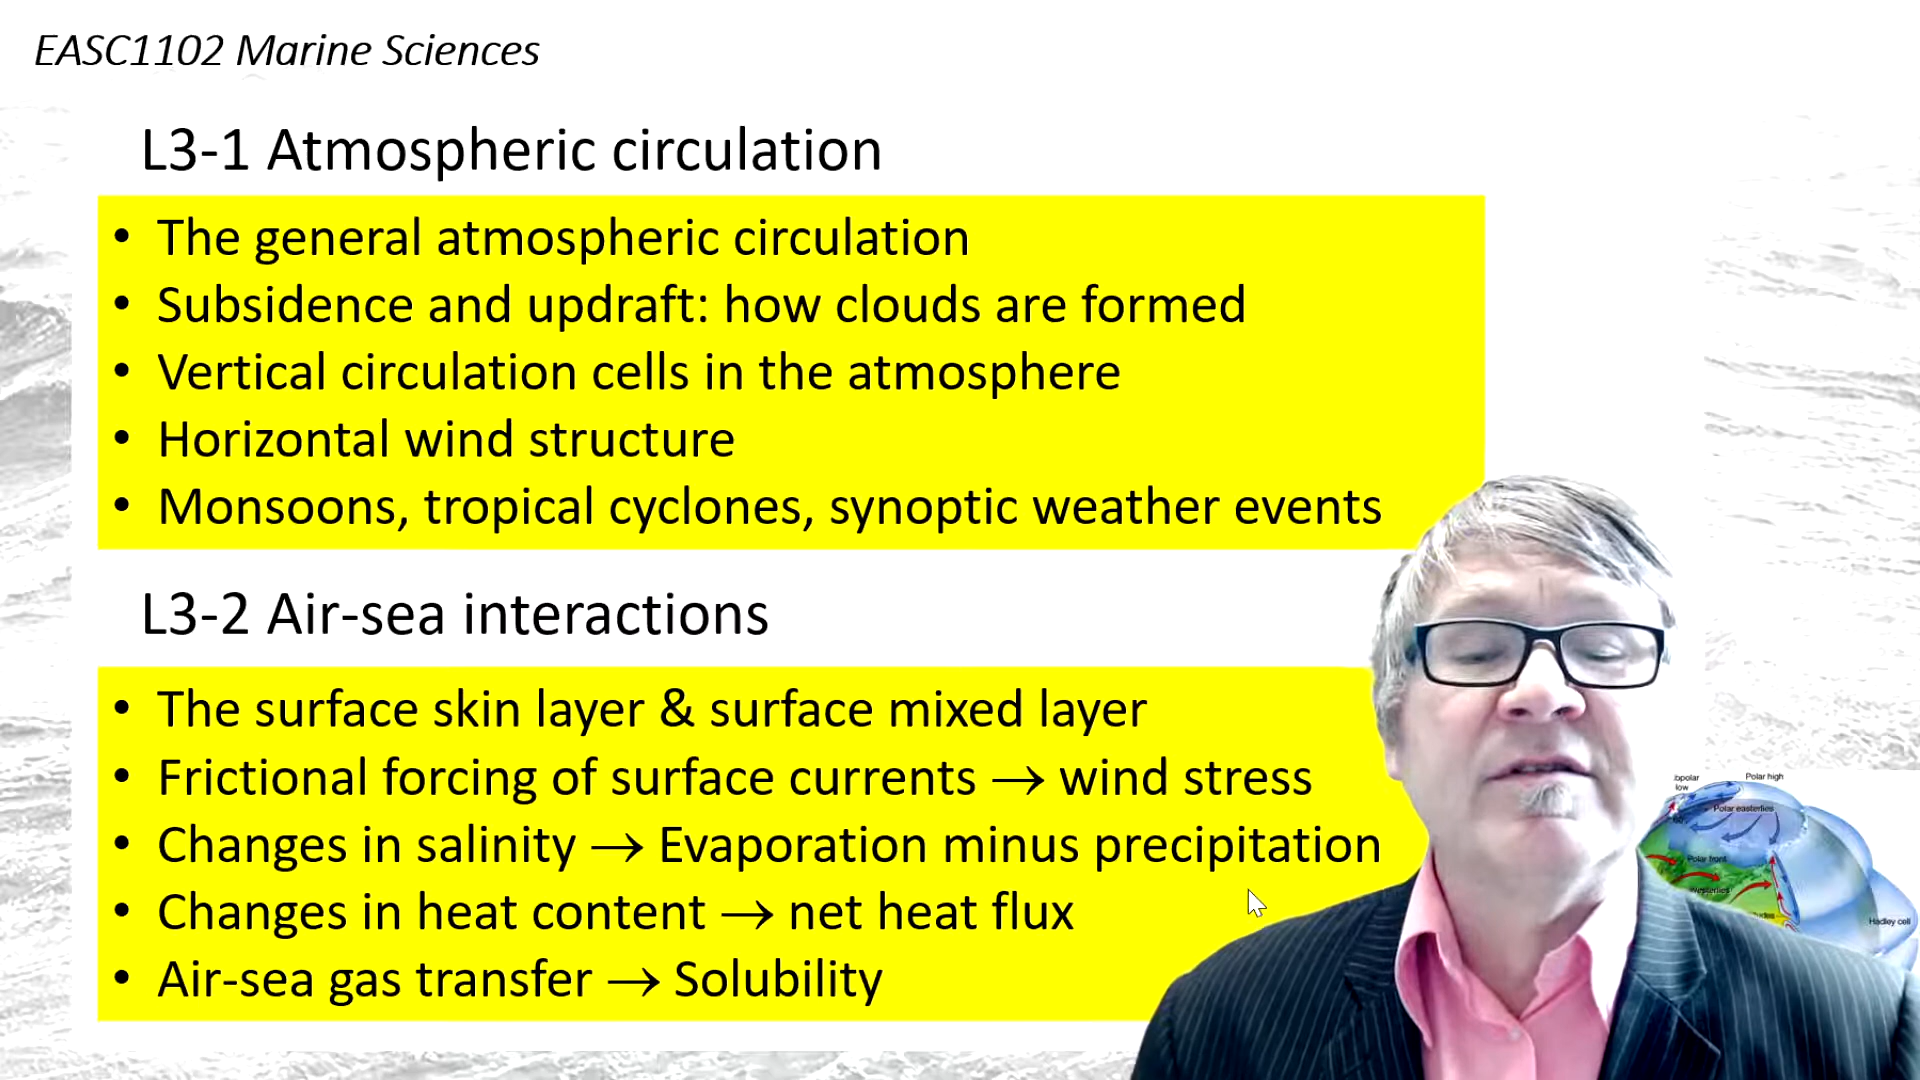 EASC1102 Marine Sciences
L3-1 Atmospheric circulation
• The general atmospheric circulation
• Subsidence and updraft: how clouds are formed
• Vertical circulation cells in the atmosphere
• Horizontal wind structure
• Monsoons, tropical cyclones, synoptic weather events
L3-2 Air-sea interactions
• The surface skin layer & surface mixed layer
• Frictional forcing of surface currents → wind stress
• Changes in salinity → Evaporation minus precipitation
• Changes in heat content → net heat flux
• Air-sea gas transfer → Solubility
Polar high
low
Polar easterlies
Polar front
Westerlies
Hadley cell